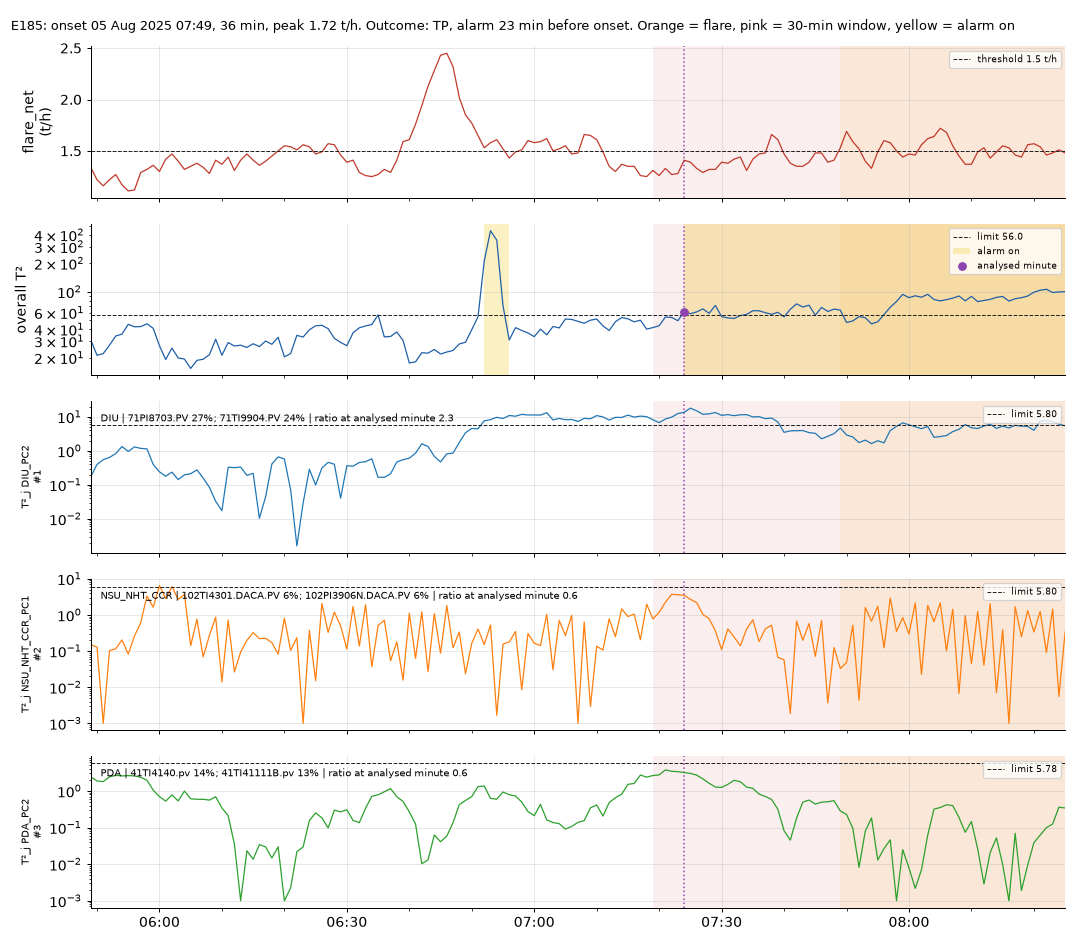 E185: onset 05 Aug 2025 07:49, 36 min, peak 1.72 t/h. Outcome: TP, alarm 23 min before onset. Orange = flare, pink = 30-min window, yellow = alarm on
flare_net
(t/h)
2.5
2.0
1.5
threshold 1.5 t/h
overall T²
4 × 10²
3 × 10²
2 × 10²
10²
6 × 10¹
4 × 10¹
3 × 10¹
2 × 10¹
limit 56.0
alarm on
analysed minute
T²_j DIU_PC2
#1
10¹
10⁰
10⁻¹
10⁻²
DIU | 71PI8703.PV 27%; 71TI9904.PV 24% | ratio at analysed minute 2.3
limit 5.80
T²_j NSU_NHT_CCR_PC1
#2
10¹
10⁰
10⁻¹
10⁻²
10⁻³
NSU_NHT_CCR | 102TI4301.DACA.PV 6%; 102PI3906N.DACA.PV 6% | ratio at analysed minute 0.6
limit 5.80
T²_j PDA_PC2
#3
10⁰
10⁻¹
10⁻²
10⁻³
PDA | 41TI4140.pv 14%; 41TI41111B.pv 13% | ratio at analysed minute 0.6
limit 5.78
06:00 06:30 07:00 07:30 08:00